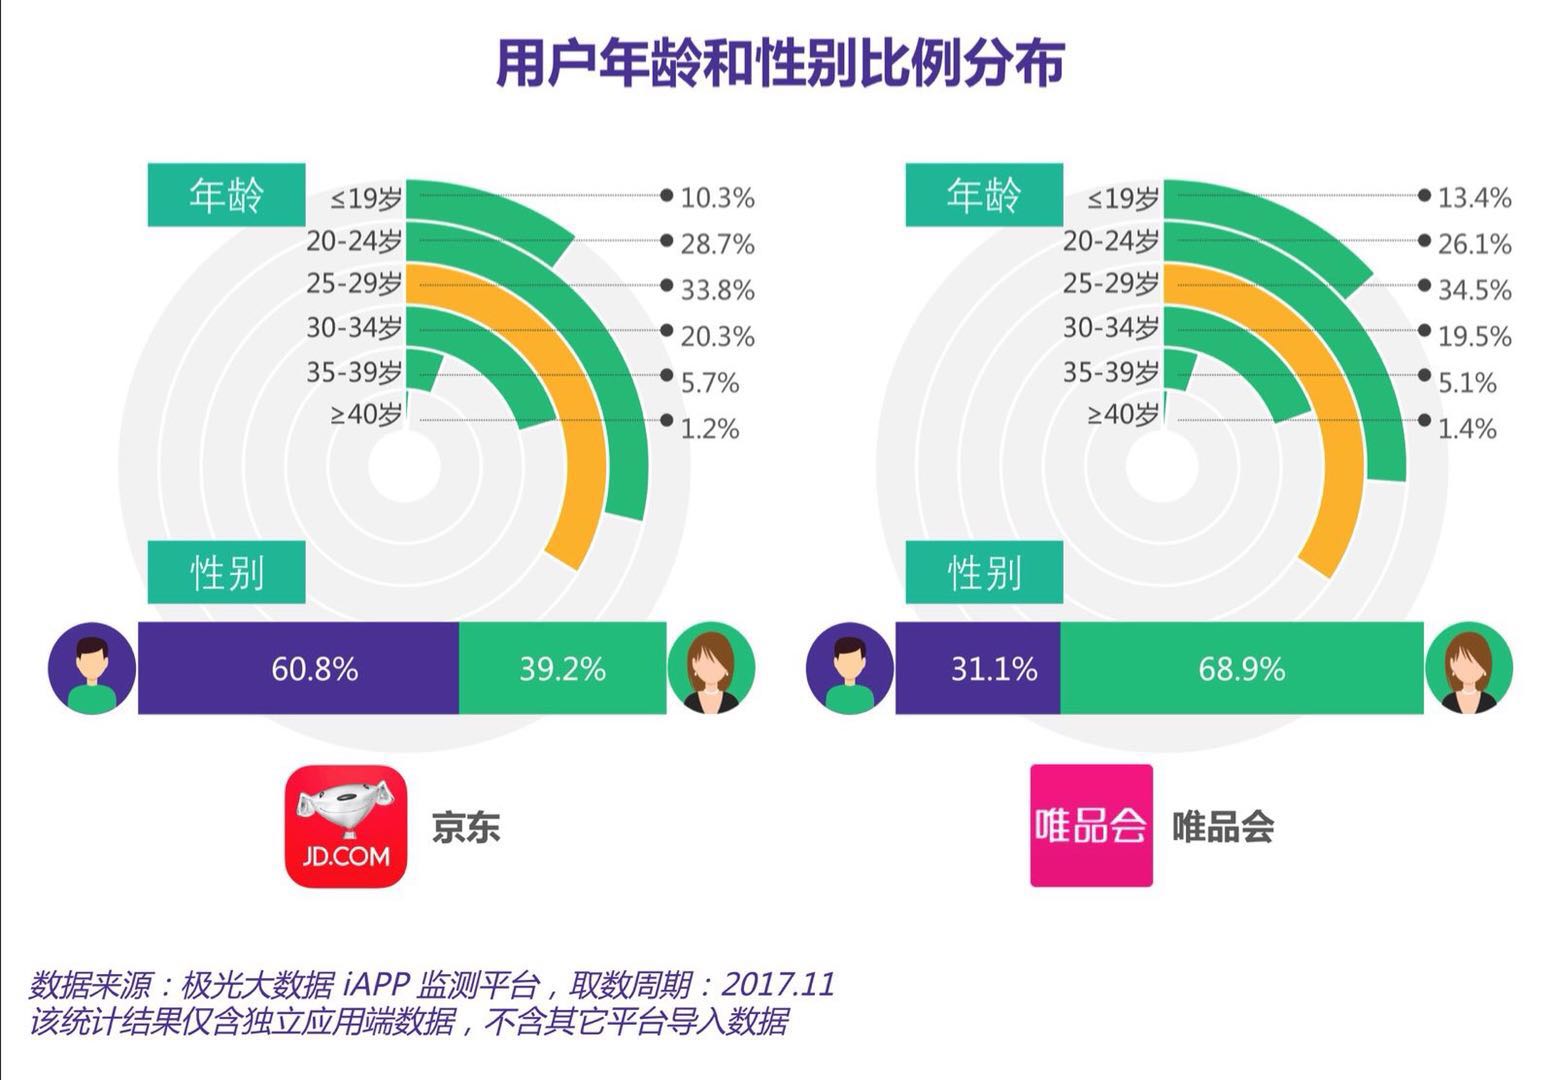 用户年龄和性别比例分布
年龄
≤19岁 10.3%
20-24岁 28.7%
25-29岁 33.8%
30-34岁 20.3%
35-39岁 5.7%
≥40岁 1.2%
性别
60.8% 39.2%
JD.COM
京东
年龄
≤19岁 13.4%
20-24岁 26.1%
25-29岁 34.5%
30-34岁 19.5%
35-39岁 5.1%
≥40岁 1.4%
性别
31.1% 68.9%
唯品会
唯品会
数据来源：极光大数据 iAPP 监测平台，取数周期：2017.11
该统计结果仅含独立应用端数据，不含其它平台导入数据